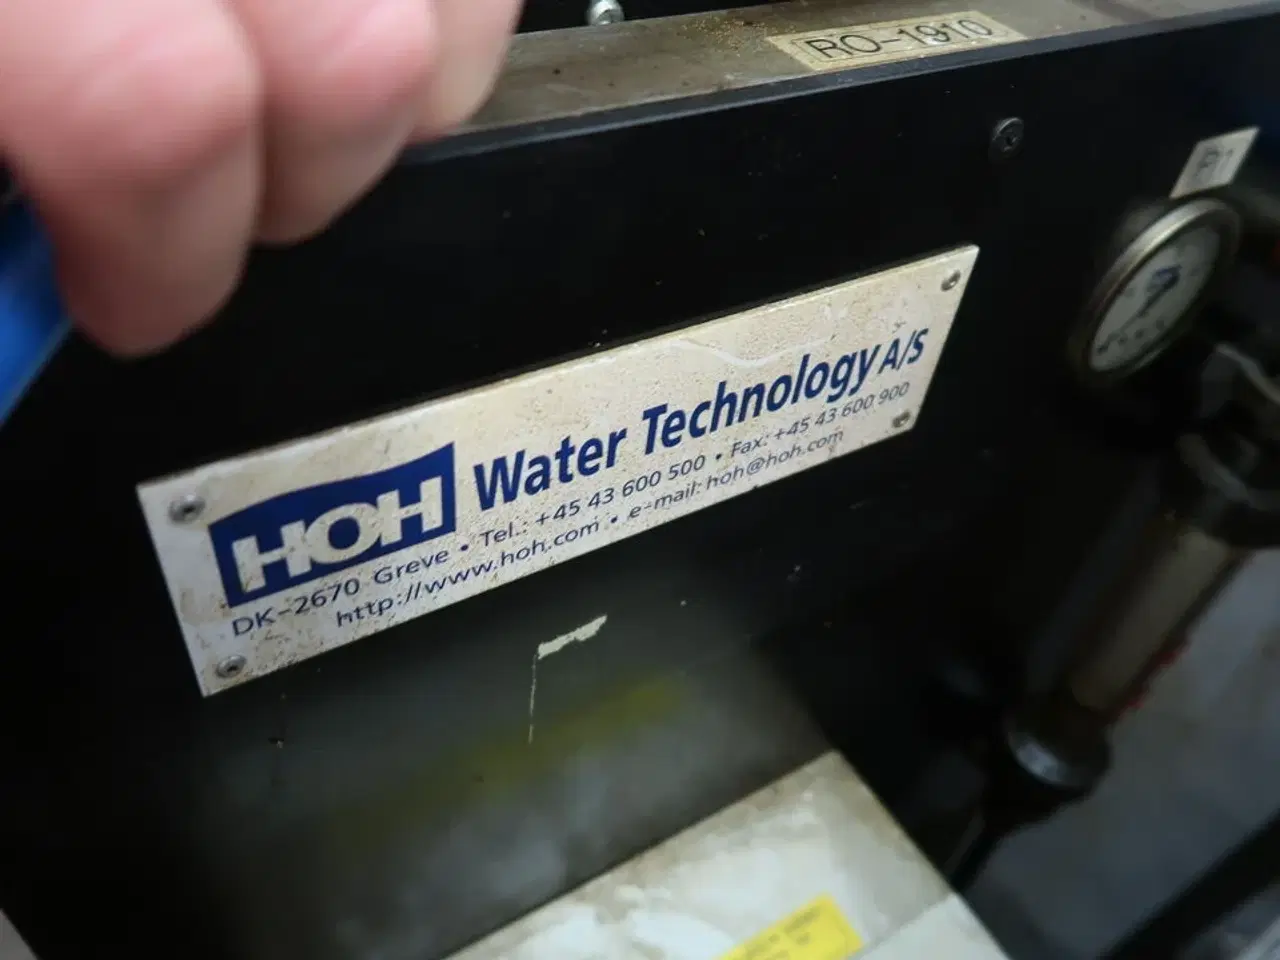 RO-1910
HOH Water Technology A/S
DK-2670 Greve • Tel.: +45 43 600 500 • Fax: +45 43 600 900
http://www.hoh.com • e-mail: hoh@hoh.com